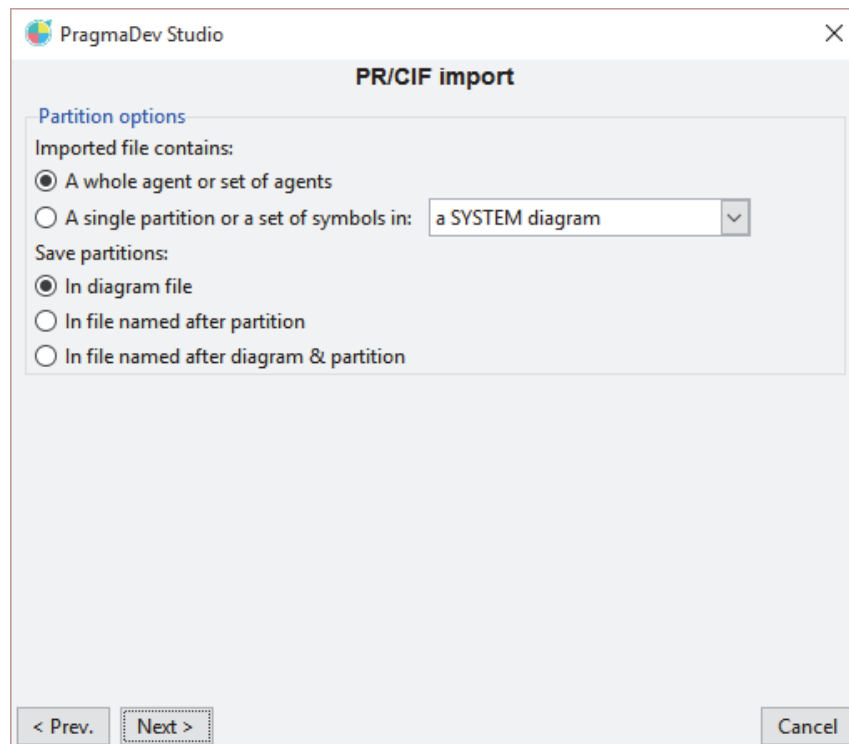 PragmaDev Studio
PR/CIF import
Partition options
Imported file contains:
A whole agent or set of agents
A single partition or a set of symbols in: a SYSTEM diagram
Save partitions:
In diagram file
In file named after partition
In file named after diagram & partition
< Prev. Next > Cancel